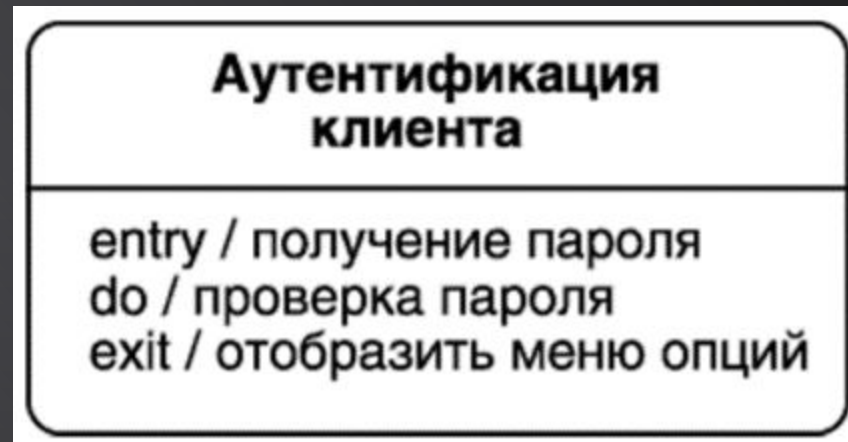 Аутентификация
клиента
entry / получение пароля
do / проверка пароля
exit / отобразить меню опций